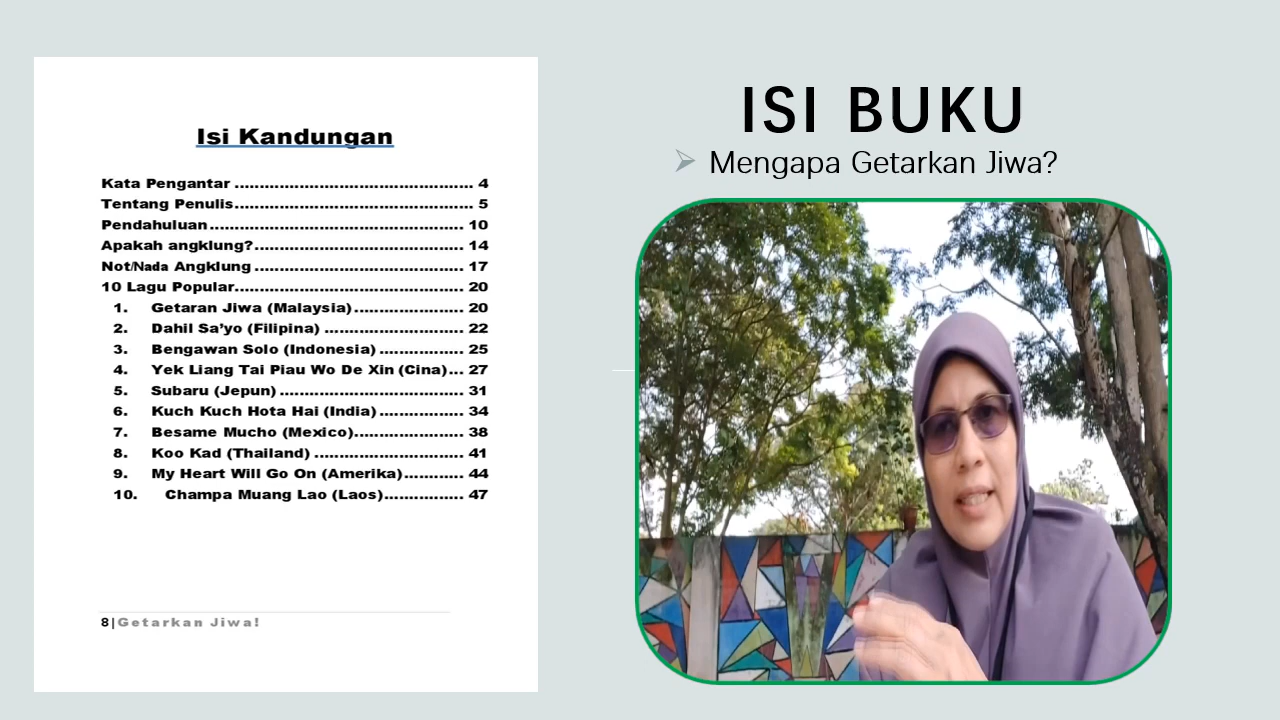 Isi Kandungan
Kata Pengantar ............................................... 4
Tentang Penulis............................................... 5
Pendahuluan.................................................. 10
Apakah angklung?......................................... 14
Not/Nada Angklung ......................................... 17
10 Lagu Popular............................................. 20
1. Getaran Jiwa (Malaysia)..................... 20
2. Dahil Sa’yo (Filipina) ........................... 22
3. Bengawan Solo (Indonesia) ................. 25
4. Yek Liang Tai Piau Wo De Xin (Cina)... 27
5. Subaru (Jepun) .................................... 31
6. Kuch Kuch Hota Hai (India) ................. 34
7. Besame Mucho (Mexico)...................... 38
8. Koo Kad (Thailand) ............................. 41
9. My Heart Will Go On (Amerika)............ 44
10. Champa Muang Lao (Laos)................ 47
8|Getarkan Jiwa!
ISI BUKU
Mengapa Getarkan Jiwa?